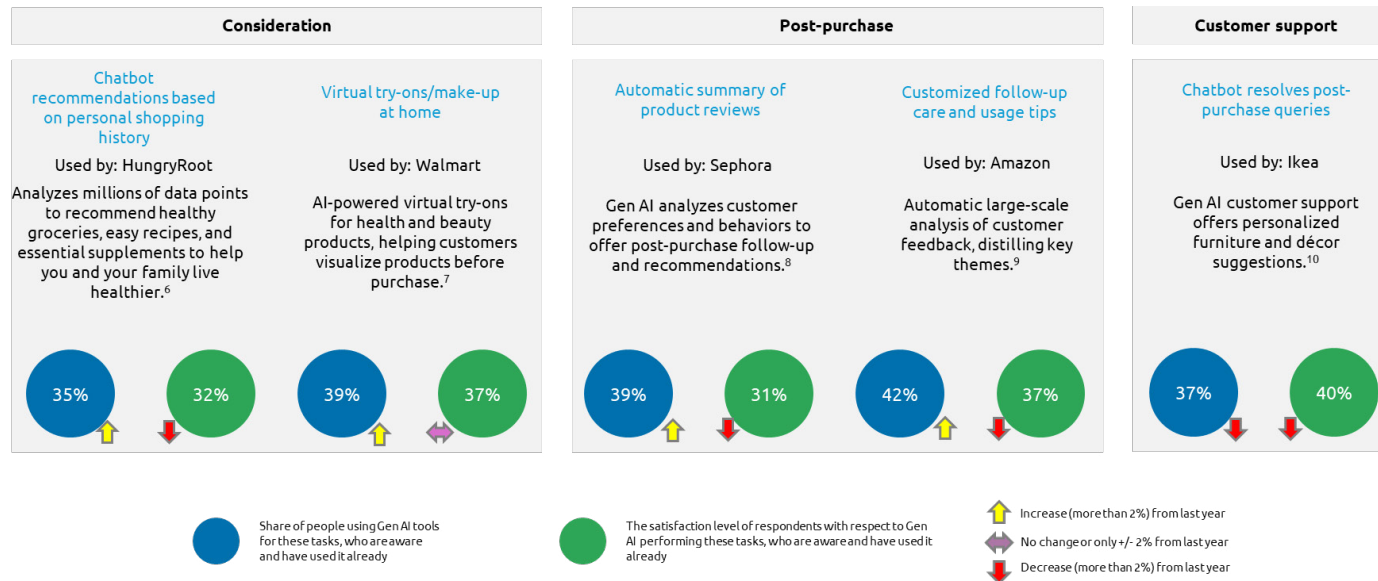 Consideration
Post-purchase
Customer support
Chatbot
recommendations based
on personal shopping
history
Used by: HungryRoot
Analyzes millions of data points
to recommend healthy
groceries, easy recipes, and
essential supplements to help
you and your family live
healthier.6
35%
32%
Virtual try-ons/make-up
at home
Used by: Walmart
AI-powered virtual try-ons
for health and beauty
products, helping customers
visualize products before
purchase.7
39%
37%
Automatic summary of
product reviews
Used by: Sephora
Gen AI analyzes customer
preferences and behaviors to
offer post-purchase follow-up
and recommendations.8
39%
31%
Customized follow-up
care and usage tips
Used by: Amazon
Automatic large-scale
analysis of customer
feedback, distilling key
themes.9
42%
37%
Chatbot resolves post-
purchase queries
Used by: Ikea
Gen AI customer support
offers personalized
furniture and décor
suggestions.10
37%
40%
Share of people using Gen AI tools
for these tasks, who are aware
and have used it already
The satisfaction level of respondents with respect to Gen
AI performing these tasks, who are aware and have used it
already
Increase (more than 2%) from last year
No change or only +/- 2% from last year
Decrease (more than 2%) from last year